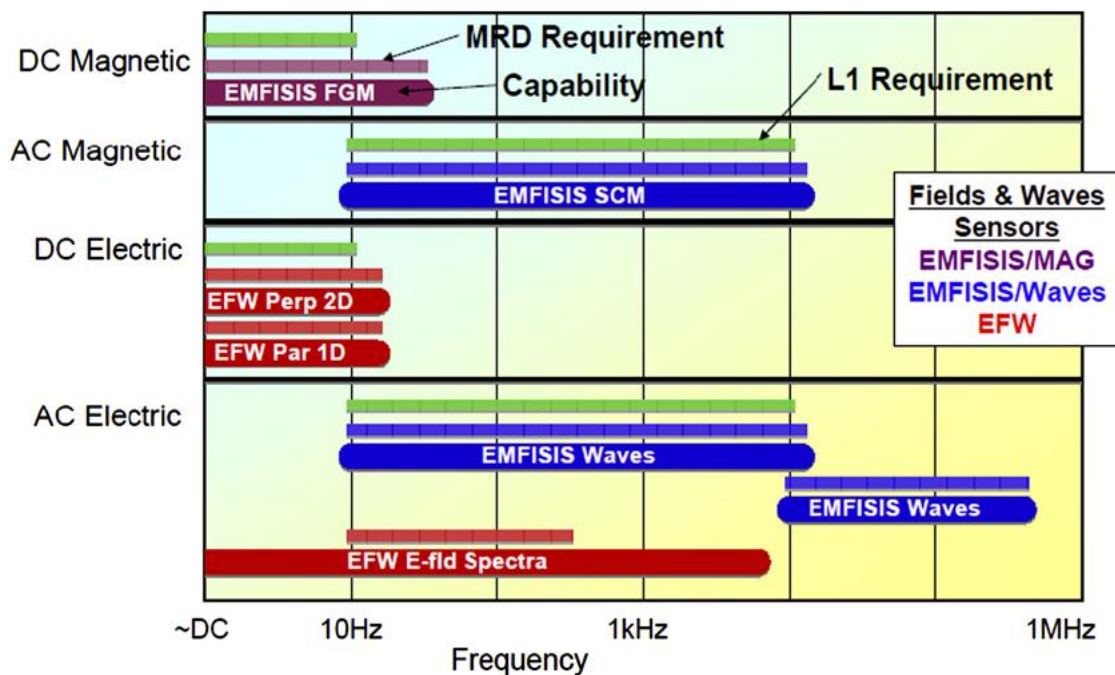 DC Magnetic
MRD Requirement
EMFISIS FGM
Capability
L1 Requirement
AC Magnetic
EMFISIS SCM
Fields & Waves
Sensors
EMFISIS/MAG
EMFISIS/Waves
EFW
DC Electric
EFW Perp 2D
EFW Par 1D
AC Electric
EMFISIS Waves
EMFISIS Waves
EFW E-fld Spectra
~DC 10Hz 1kHz 1MHz
Frequency